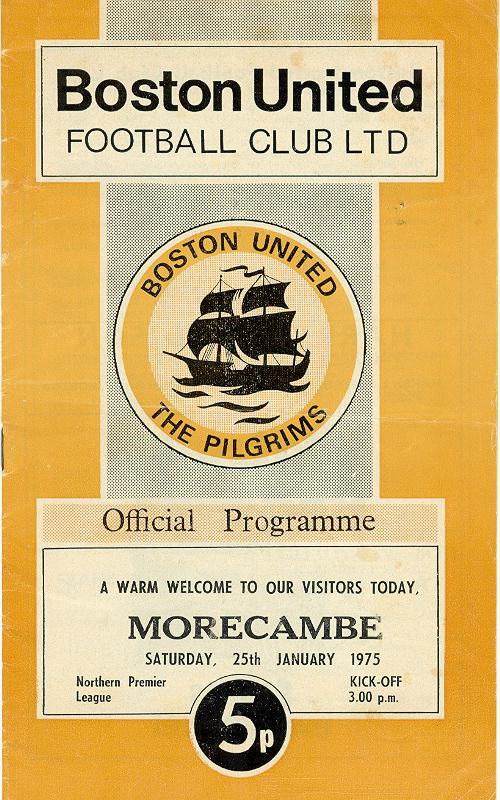 Boston United
FOOTBALL CLUB LTD
BOSTON UNITED
THE PILGRIMS
Official Programme
A WARM WELCOME TO OUR VISITORS TODAY,
MORECAMBE
SATURDAY, 25th JANUARY 1975
Northern Premier
League
KICK-OFF
3.00 p.m.
5p